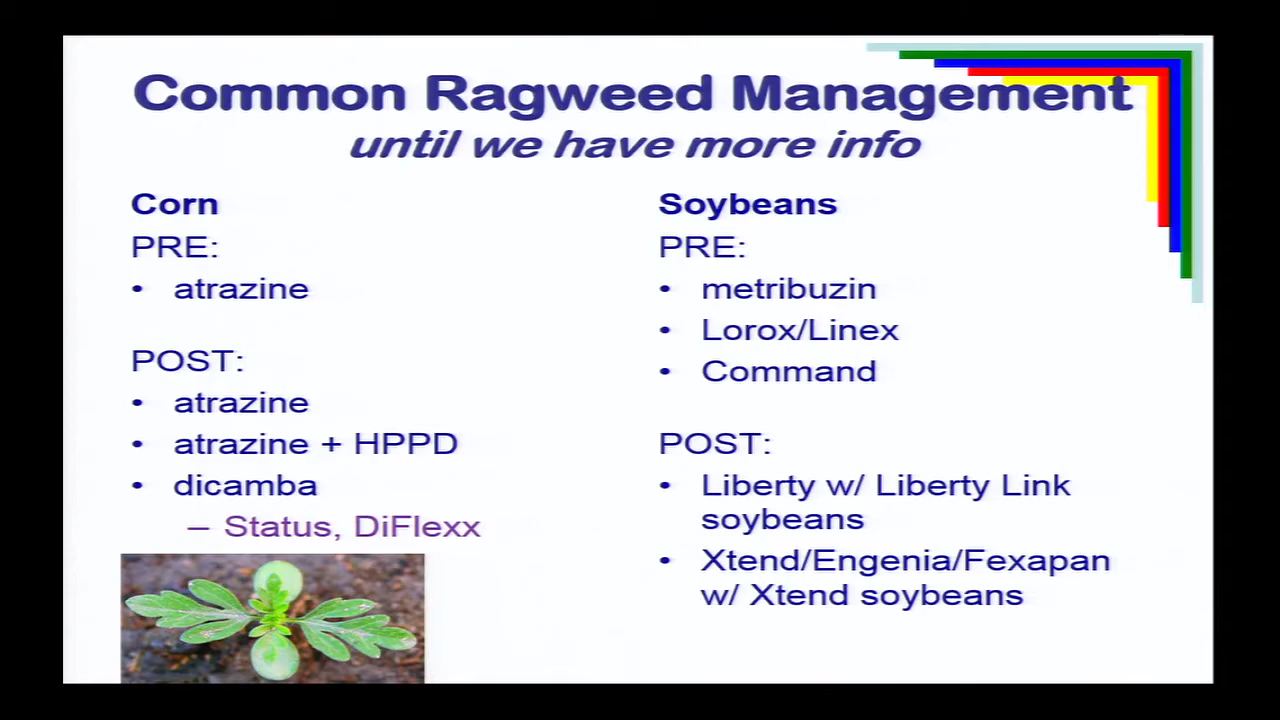 Common Ragweed Management
until we have more info
Corn
PRE:
• atrazine
POST:
• atrazine
• atrazine + HPPD
• dicamba
– Status, DiFlexx
Soybeans
PRE:
• metribuzin
• Lorox/Linex
• Command
POST:
• Liberty w/ Liberty Link
soybeans
• Xtend/Engenia/Fexapan
w/ Xtend soybeans